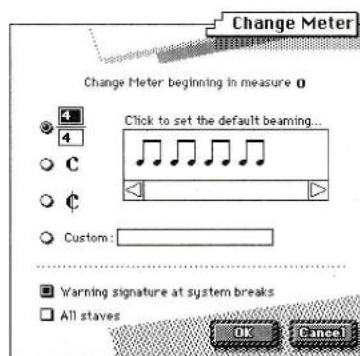 Change Meter
Change Meter beginning in measure 0
4
4
Click to set the default beaming...
C
¢
Custom:
Warning signature at system breaks
All staves
OK
Cancel